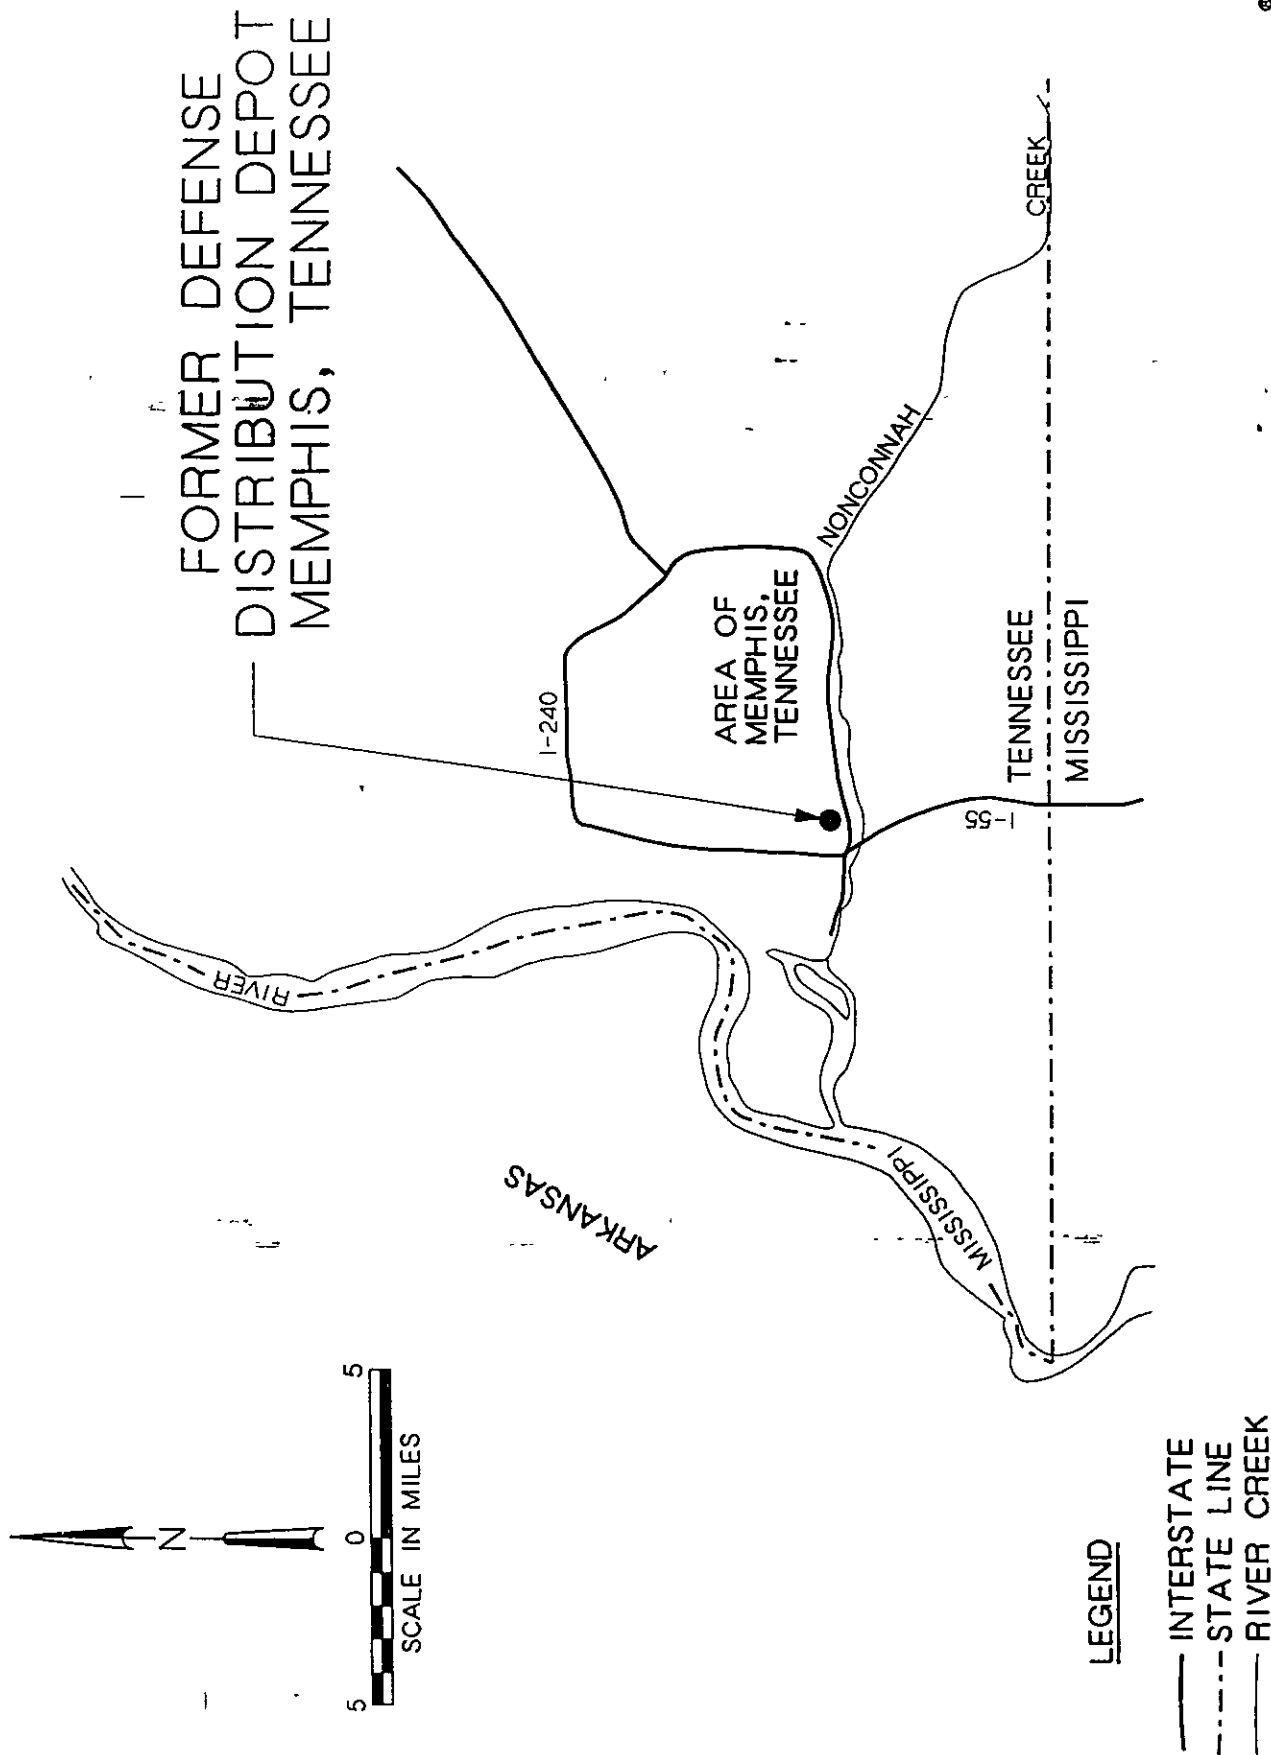 FORMER DEFENSE
DISTRIBUTION DEPOT
MEMPHIS, TENNESSEE
RIVER
I-240
AREA OF
MEMPHIS,
TENNESSEE
NONCONNAH
CREEK
ARKANSAS
MISSISSIPPI
I-55
TENNESSEE
MISSISSIPPI
N
5 0 5
SCALE IN MILES
LEGEND
INTERSTATE
STATE LINE
RIVER CREEK